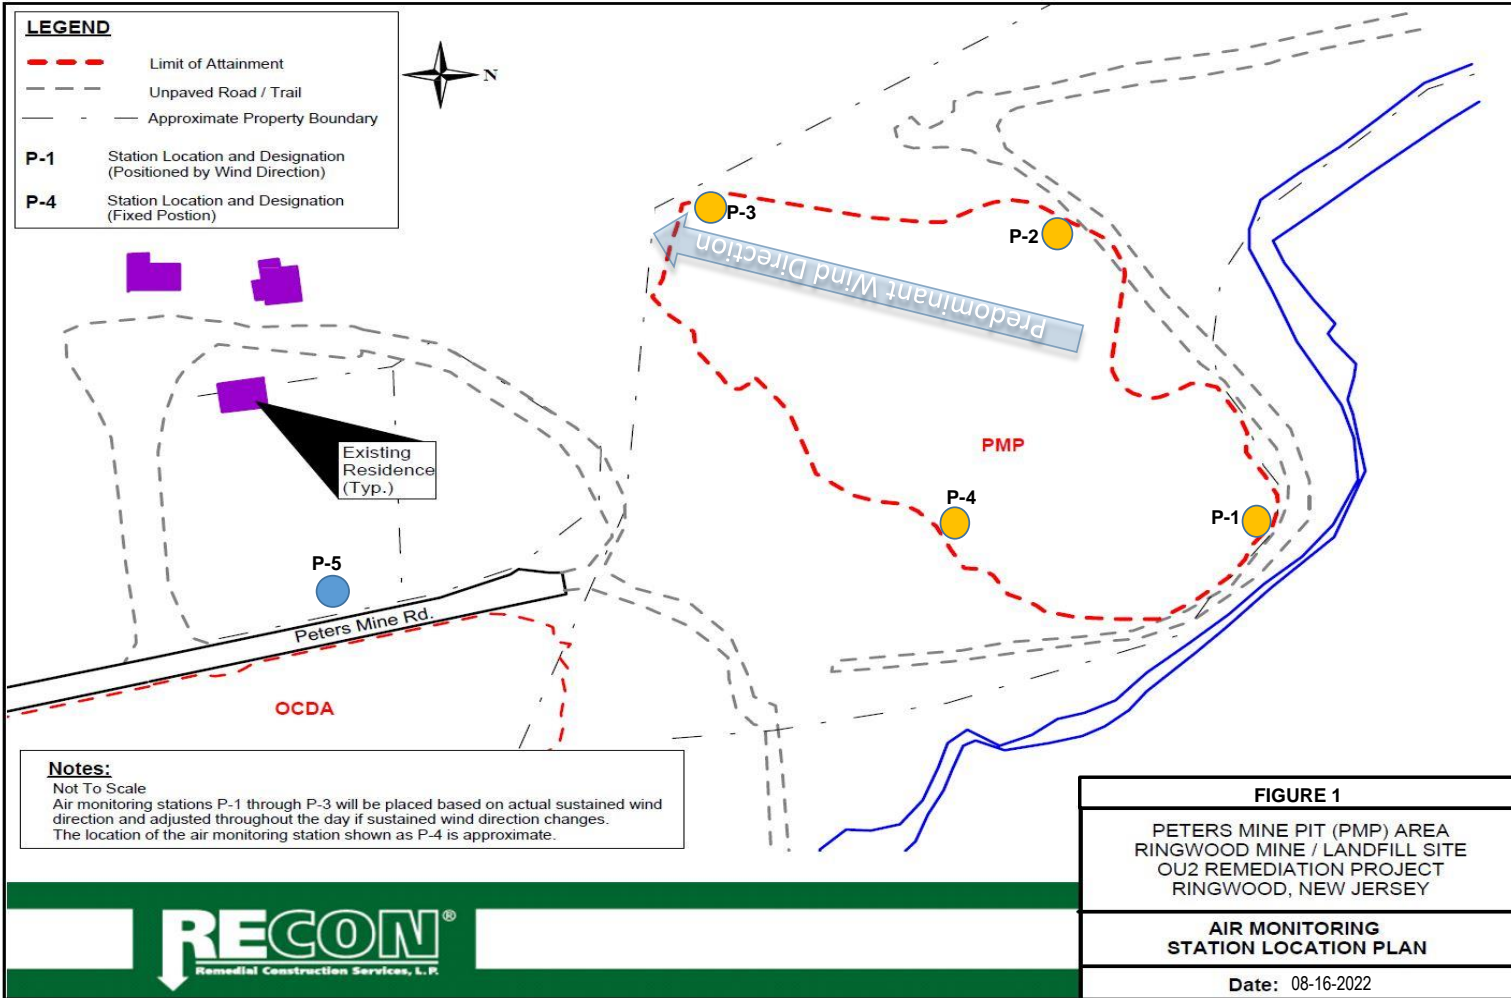 LEGEND
Limit of Attainment
Unpaved Road / Trail
Approximate Property Boundary
P-1 Station Location and Designation
(Positioned by Wind Direction)
P-4 Station Location and Designation
(Fixed Postion)
N
P-3
P-2
Predominant Wind Direction
PMP
P-4
P-1
Existing
Residence
(Typ.)
P-5
Peters Mine Rd.
OCDA
Notes:
Not To Scale
Air monitoring stations P-1 through P-3 will be placed based on actual sustained wind
direction and adjusted throughout the day if sustained wind direction changes.
The location of the air monitoring station shown as P-4 is approximate.
RECON®
Remedial Construction Services, L.P.
FIGURE 1
PETERS MINE PIT (PMP) AREA
RINGWOOD MINE / LANDFILL SITE
OU2 REMEDIATION PROJECT
RINGWOOD, NEW JERSEY
AIR MONITORING
STATION LOCATION PLAN
Date: 08-16-2022